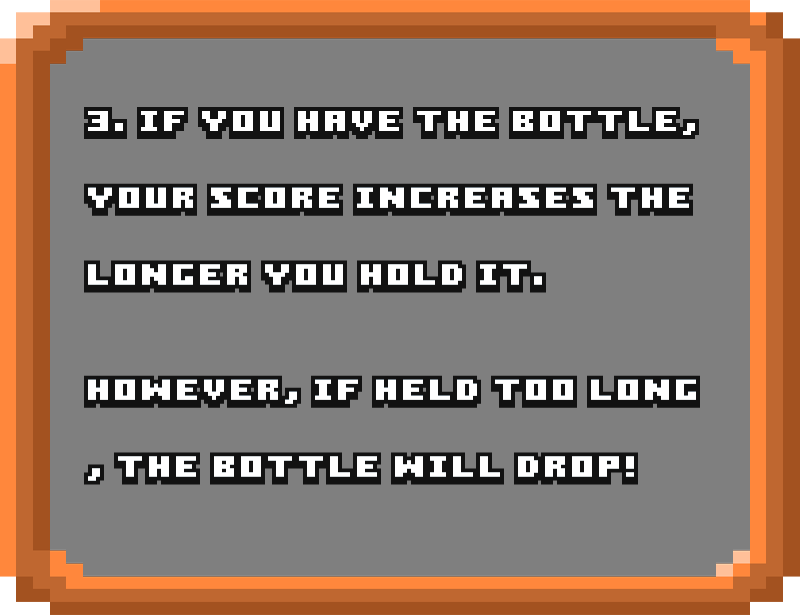 3. IF YOU HAVE THE BOTTLE,
YOUR SCORE INCREASES THE
LONGER YOU HOLD IT.
HOWEVER, IF HELD TOO LONG
, THE BOTTLE WILL DROP!